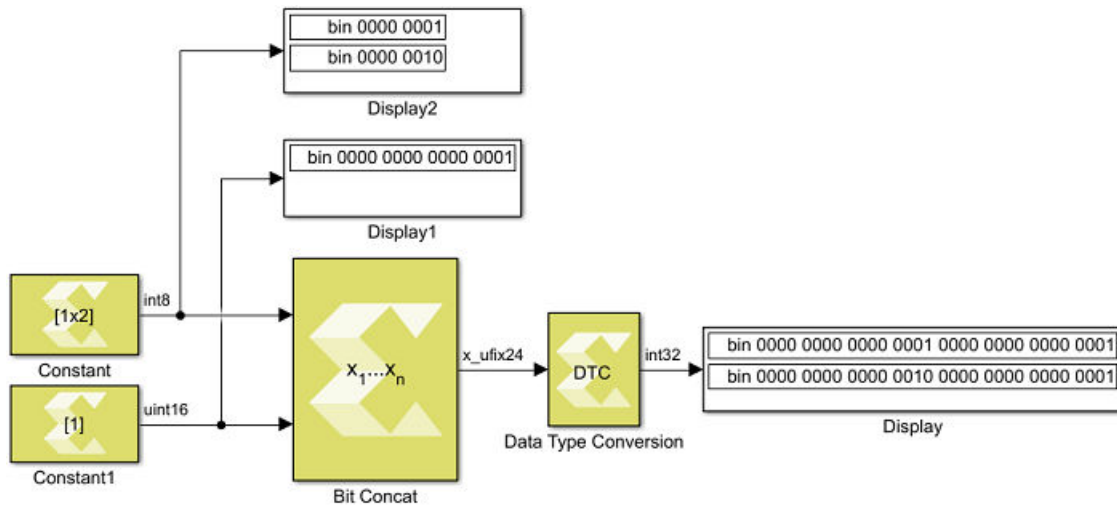 bin 0000 0001
bin 0000 0010
Display2
bin 0000 0000 0000 0001
Display1
int8
[1x2]
Constant
uint16
[1]
Constant1
x1...xn
Bit Concat
x_ufix24
DTC
Data Type Conversion
int32
bin 0000 0000 0000 0001 0000 0000 0000 0001
bin 0000 0000 0000 0010 0000 0000 0000 0001
Display